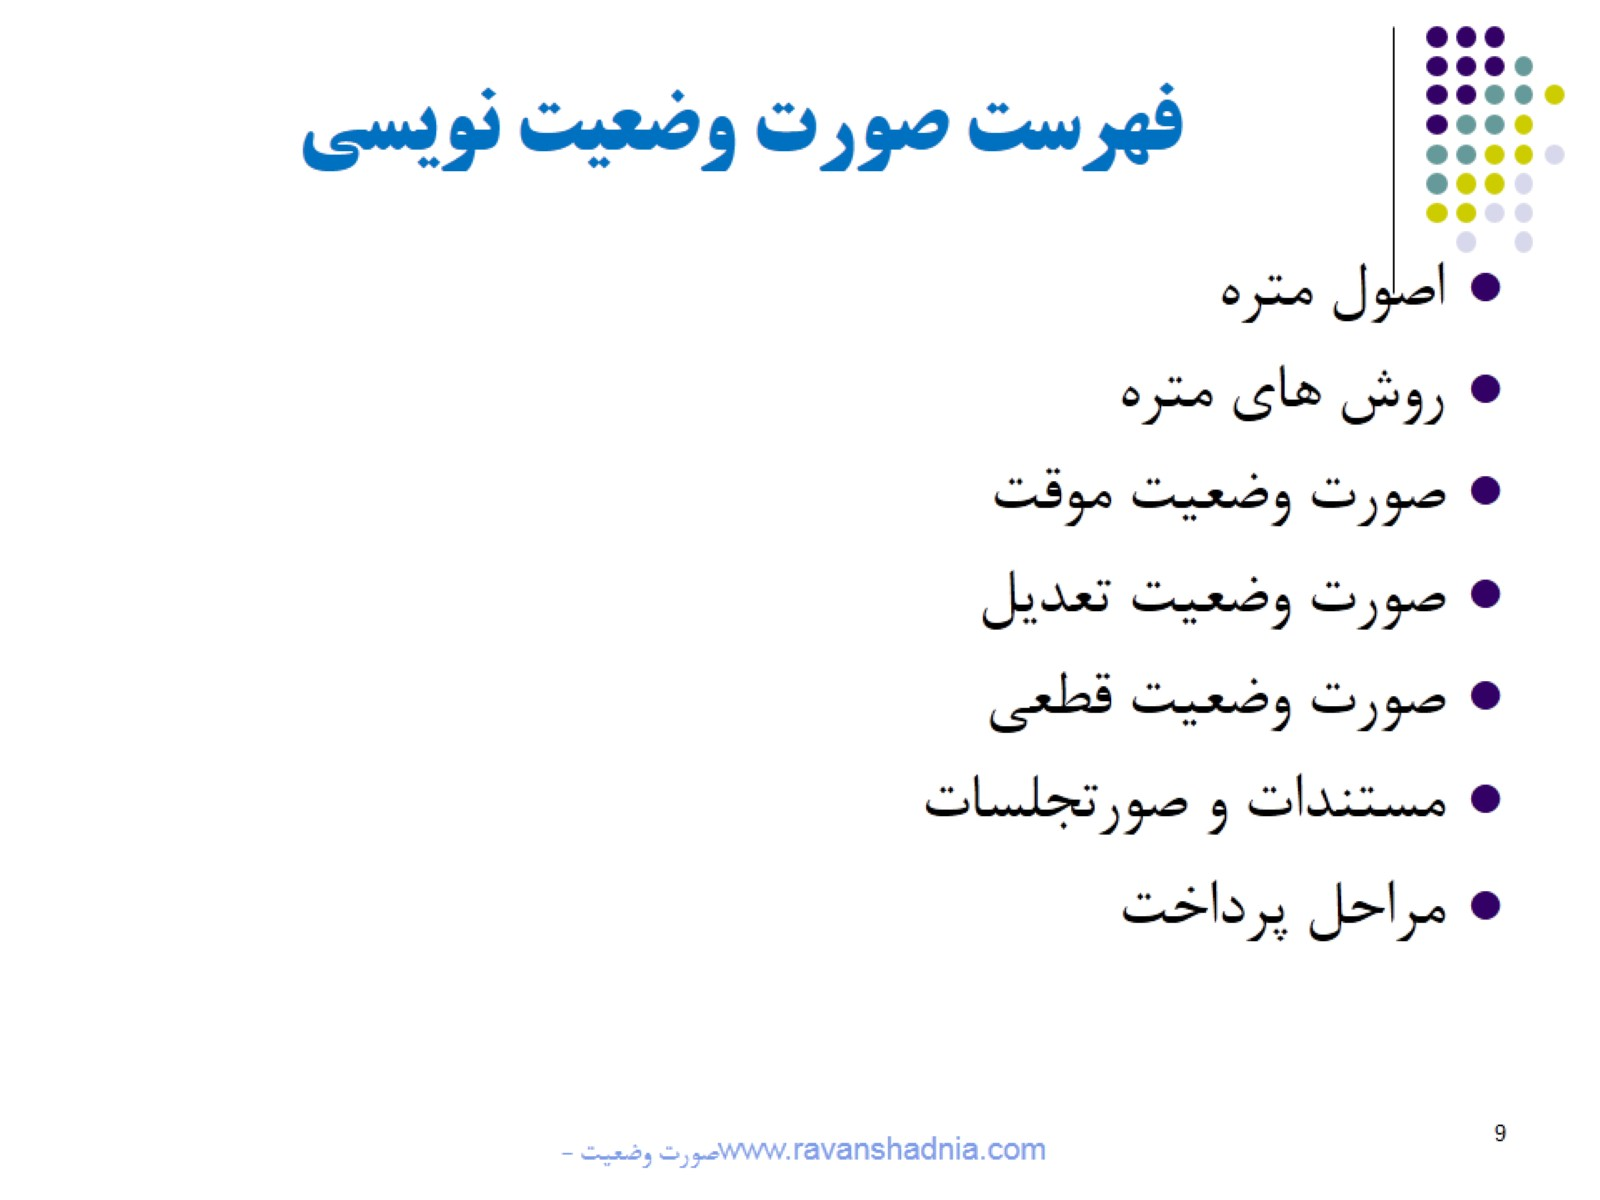 فهرست صورت وضعیت نویسی
اصول متره
روش های متره
صورت وضعیت موقت
صورت وضعیت تعدیل
صورت وضعیت قطعی
مستندات و صورتجلسات
مراحل پرداخت
9
www.ravanshadnia.comصورت وضعیت -